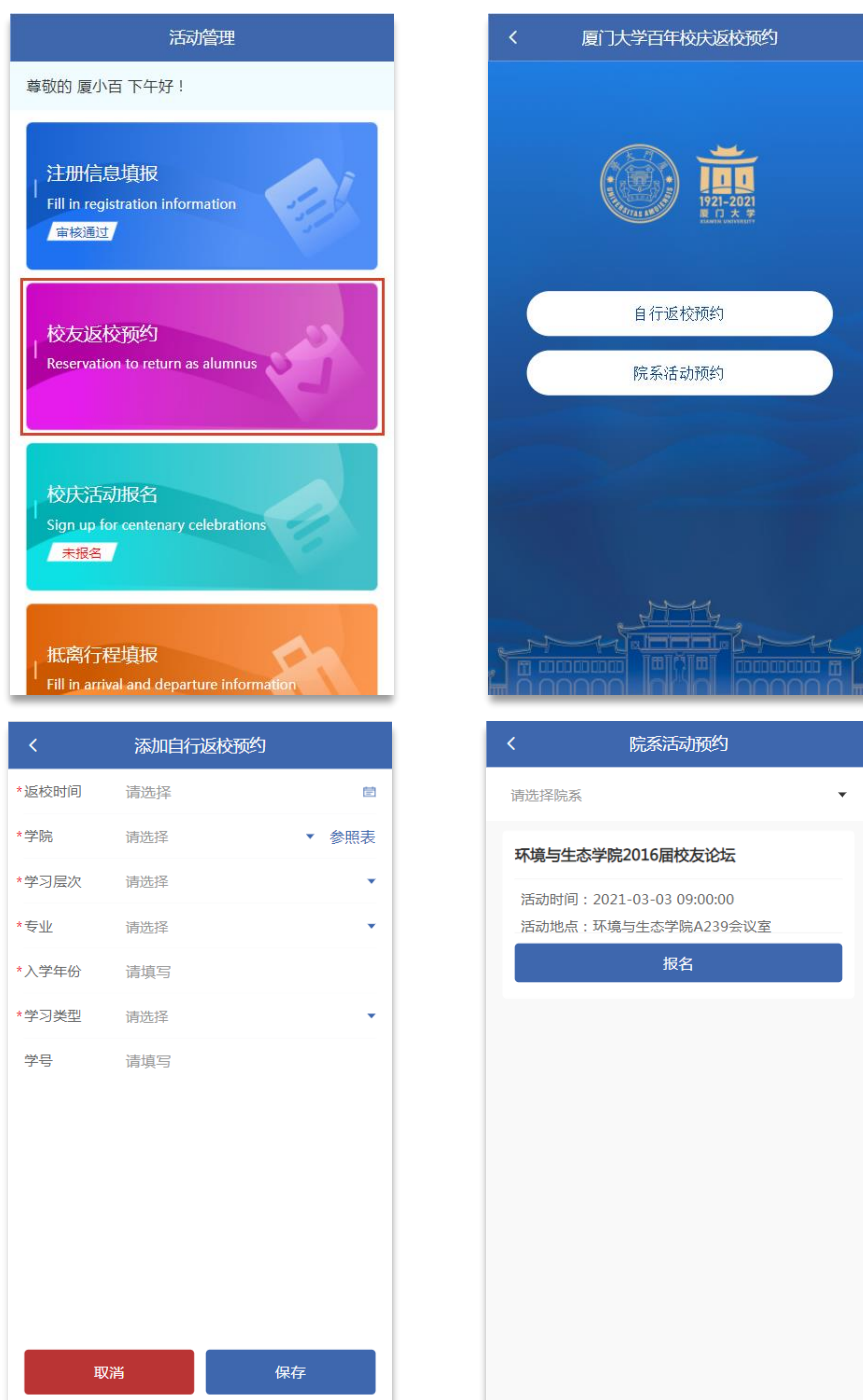 活动管理
尊敬的 厦小百 下午好！
注册信息填报
Fill in registration information
审核通过
校友返校预约
Reservation to return as alumnus
校庆活动报名
Sign up for centenary celebrations
未报名
抵离行程填报
Fill in arrival and departure information
厦门大学百年校庆返校预约
1921-2021
厦门大学
XIAMEN UNIVERSITY
自行返校预约
院系活动预约
添加自行返校预约
*返校时间 请选择
*学院 请选择 参照表
*学习层次 请选择
*专业 请选择
*入学年份 请填写
*学习类型 请选择
学号 请填写
取消 保存
院系活动预约
请选择院系
环境与生态学院2016届校友论坛
活动时间：2021-03-03 09:00:00
活动地点：环境与生态学院A239会议室
报名